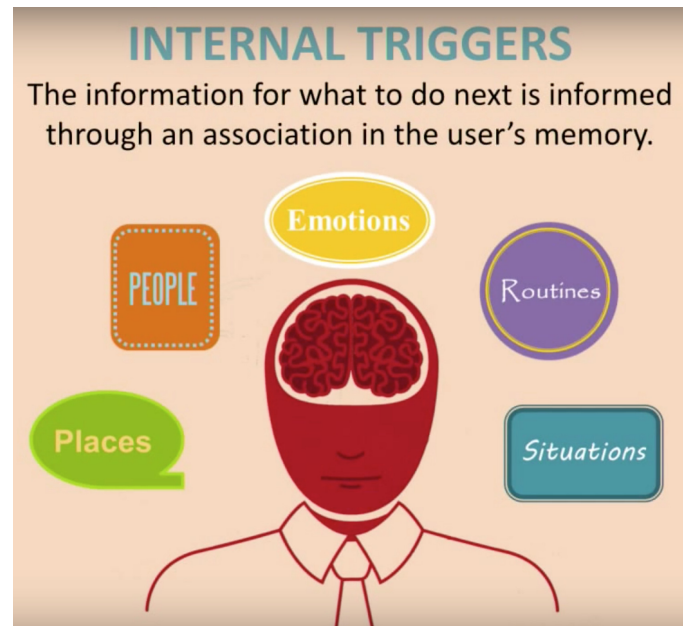 INTERNAL TRIGGERS
The information for what to do next is informed
through an association in the user's memory.
Emotions
PEOPLE
Routines
Places
Situations